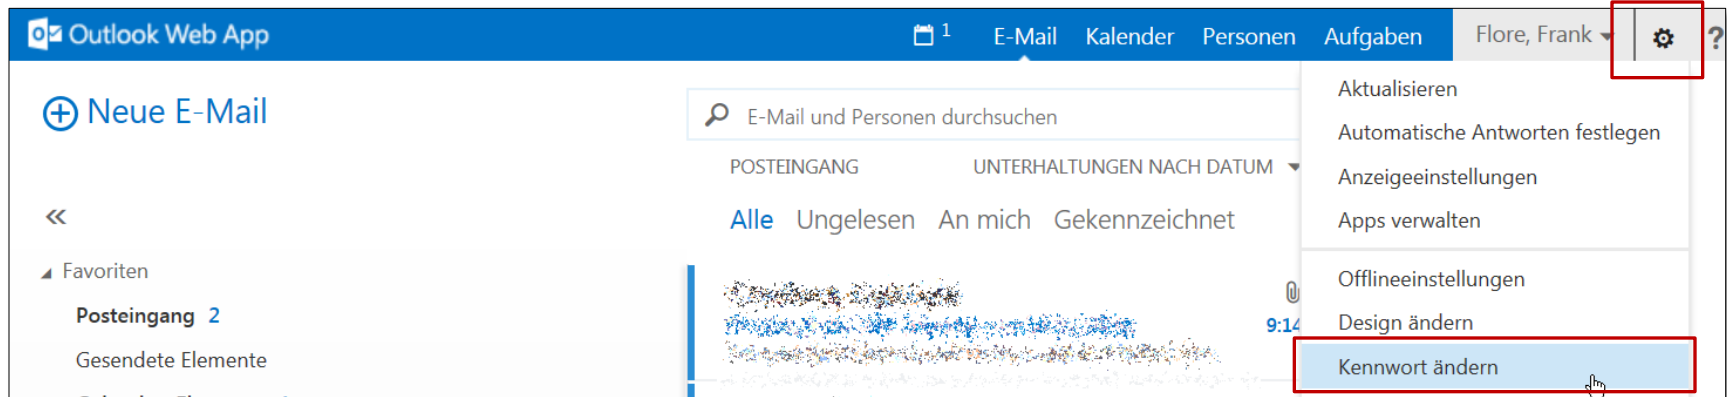 Outlook Web App
1 E-Mail Kalender Personen Aufgaben Flore, Frank ?
Neue E-Mail
E-Mail und Personen durchsuchen
POSTEINGANG UNTERHALTUNGEN NACH DATUM
Alle Ungelesen An mich Gekennzeichnet
Favoriten
Posteingang 2
Gesendete Elemente
9:14
Aktualisieren
Automatische Antworten festlegen
Anzeigeeinstellungen
Apps verwalten
Offlineeinstellungen
Design ändern
Kennwort ändern